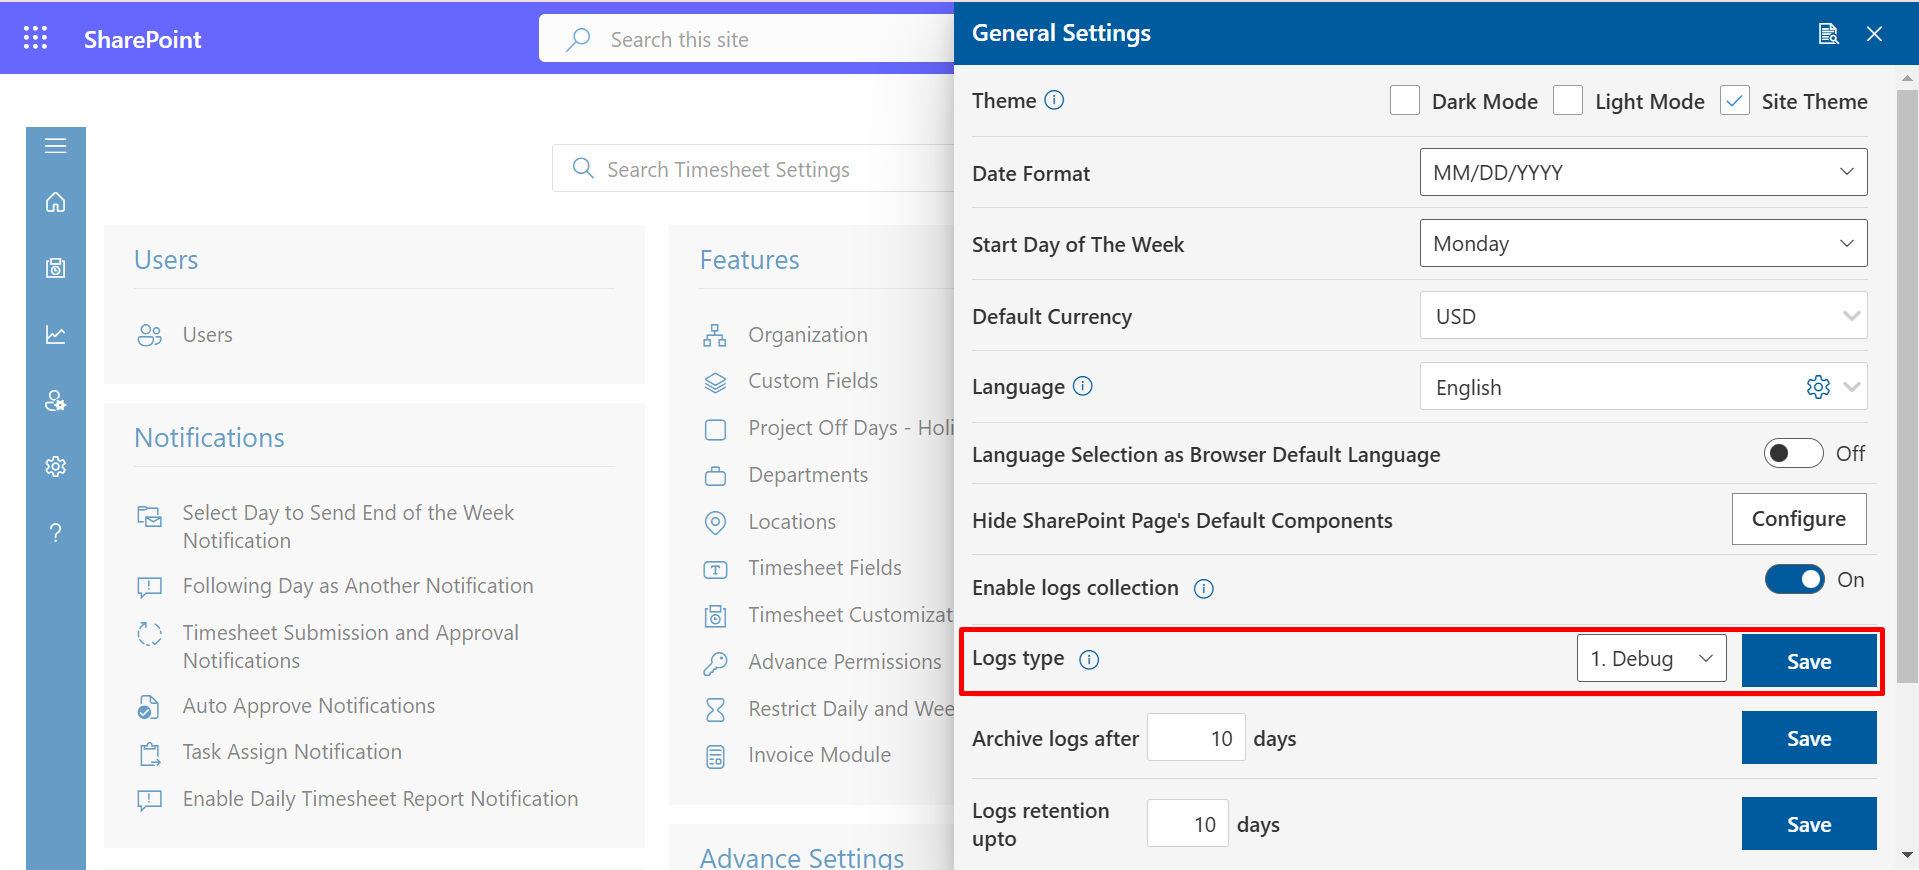 SharePoint
Search this site
General Settings
Theme
Dark Mode
Light Mode
Site Theme
Search Timesheet Settings
Date Format
MM/DD/YYYY
Start Day of The Week
Monday
Default Currency
USD
Language
English
Language Selection as Browser Default Language
Off
Hide SharePoint Page's Default Components
Configure
Enable logs collection
On
Logs type
1. Debug
Save
Archive logs after
10
days
Save
Logs retention
upto
10
days
Save
Users
Users
Notifications
Select Day to Send End of the Week
Notification
Following Day as Another Notification
Timesheet Submission and Approval
Notifications
Auto Approve Notifications
Task Assign Notification
Enable Daily Timesheet Report Notification
Features
Organization
Custom Fields
Project Off Days - Holi
Departments
Locations
Timesheet Fields
Timesheet Customizat
Advance Permissions
Restrict Daily and Wee
Invoice Module
Advance Settings